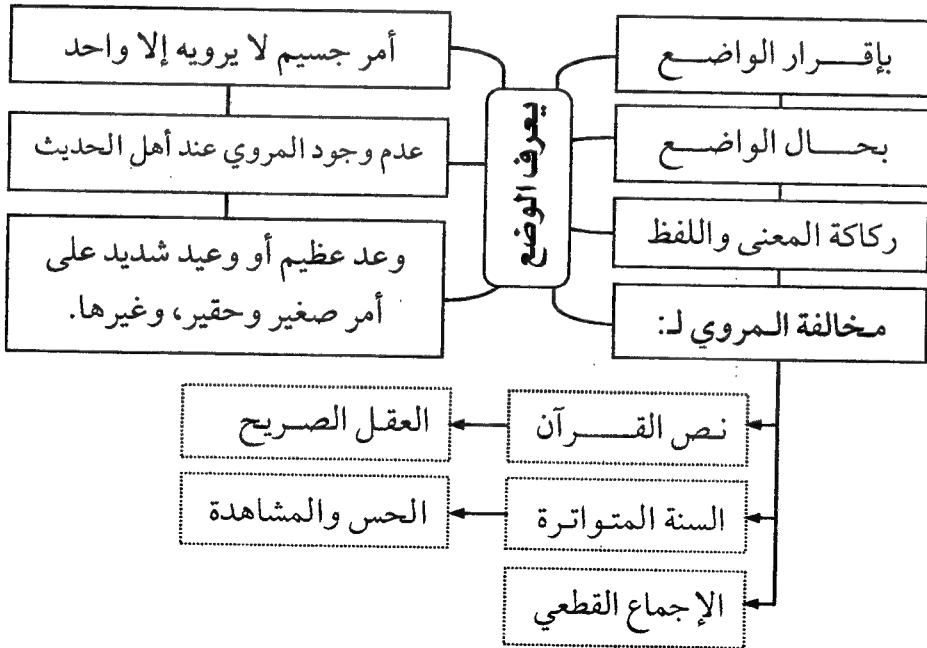 يعرف الوضع
بإقرار الواضع
بحال الواضع
ركاكة المعنى واللفظ
مخالفة المروي لـ:
نص القرآن
العقل الصريح
السنة المتواترة
الحس والمشاهدة
الإجماع القطعي
أمر جسيم لا يرويه إلا واحد
عدم وجود المروي عند أهل الحديث
وعد عظيم أو وعيد شديد على
أمر صغير وحقير، وغيرها.